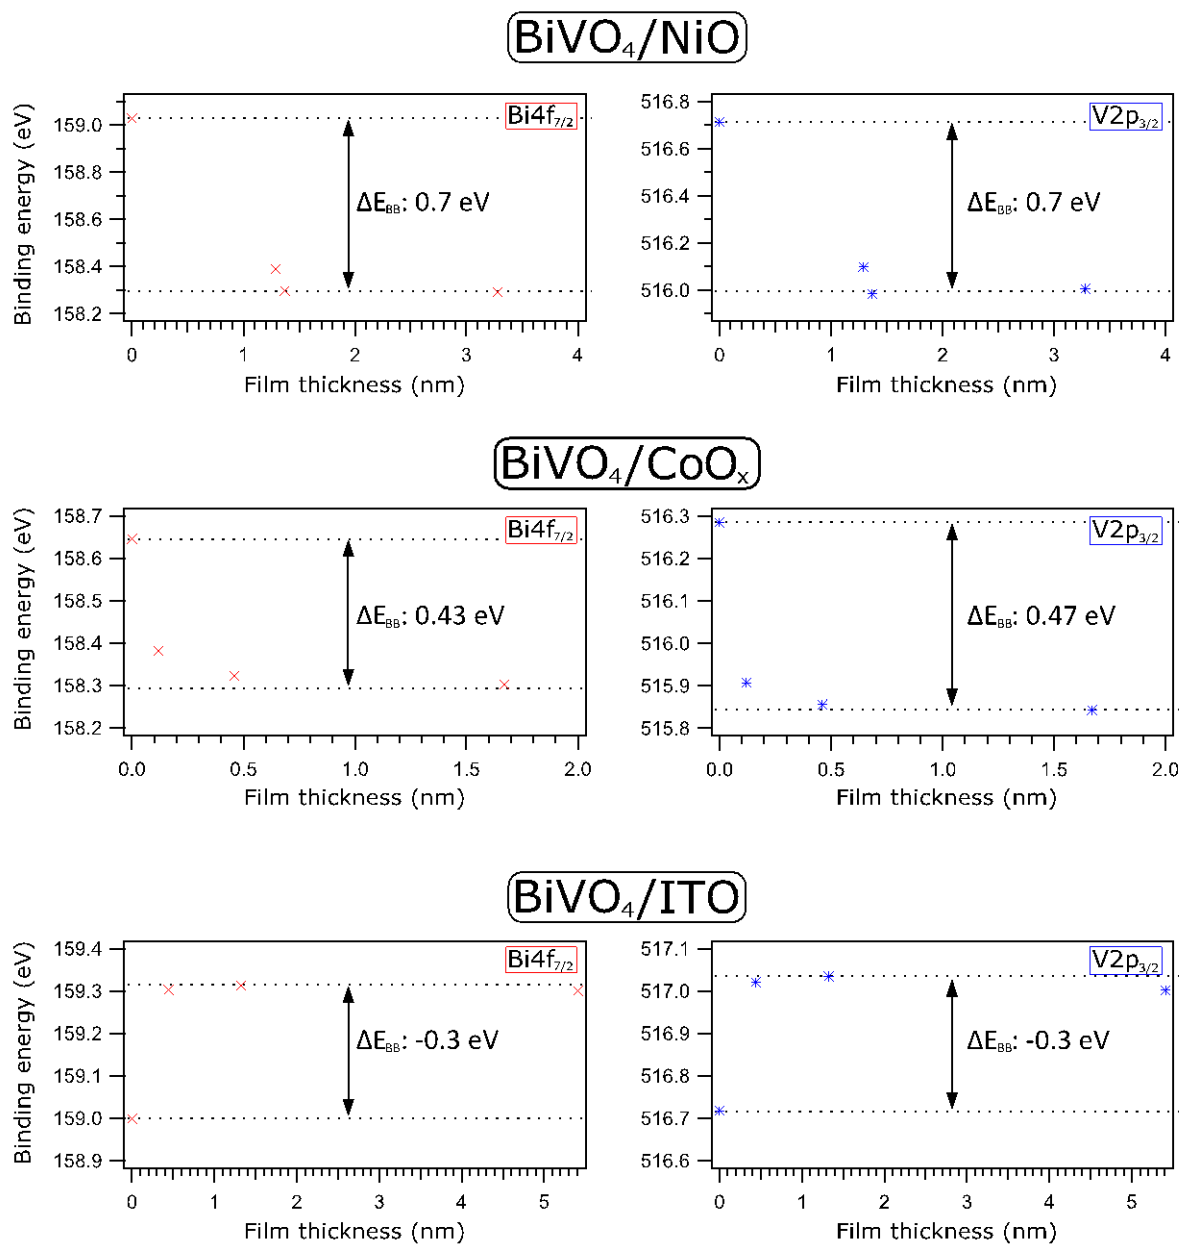 BiVO₄/NiO
Bi4f₇/₂
Binding energy (eV)
159.0
158.8
158.6
158.4
158.2
ΔE_BB: 0.7 eV
0 1 2 3 4
Film thickness (nm)
V2p₃/₂
516.8
516.6
516.4
516.2
516.0
ΔE_BB: 0.7 eV
0 1 2 3 4
Film thickness (nm)
BiVO₄/CoOₓ
Bi4f₇/₂
Binding energy (eV)
158.7
158.6
158.5
158.4
158.3
158.2
ΔE_BB: 0.43 eV
0.0 0.5 1.0 1.5 2.0
Film thickness (nm)
V2p₃/₂
516.3
516.2
516.1
516.0
515.9
515.8
ΔE_BB: 0.47 eV
0.0 0.5 1.0 1.5 2.0
Film thickness (nm)
BiVO₄/ITO
Bi4f₇/₂
Binding energy (eV)
159.4
159.3
159.2
159.1
159.0
158.9
ΔE_BB: -0.3 eV
0 1 2 3 4 5
Film thickness (nm)
V2p₃/₂
517.1
517.0
516.9
516.8
516.7
516.6
ΔE_BB: -0.3 eV
0 1 2 3 4 5
Film thickness (nm)